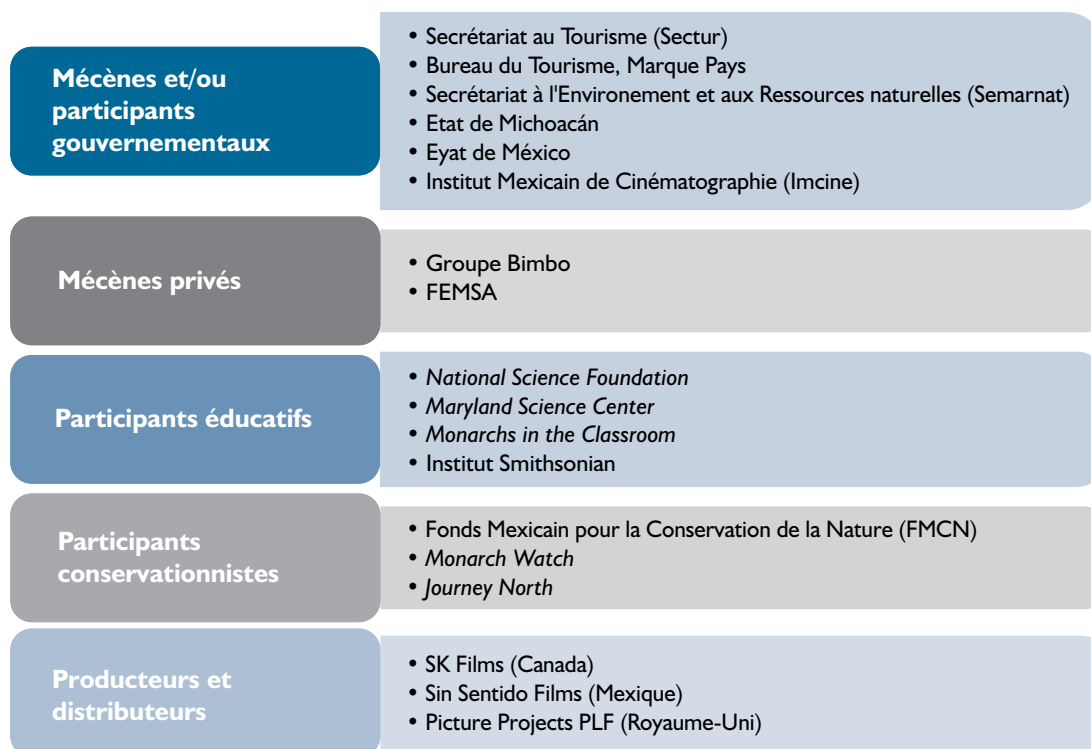 Mécènes et/ou
participants
gouvernementaux
• Secrétariat au Tourisme (Sectur)
• Bureau du Tourisme, Marque Pays
• Secrétariat à l'Environement et aux Ressources naturelles (Semarnat)
• Etat de Michoacán
• Eyat de México
• Institut Mexicain de Cinématographie (Imcine)
Mécènes privés
• Groupe Bimbo
• FEMSA
Participants éducatifs
• National Science Foundation
• Maryland Science Center
• Monarchs in the Classroom
• Institut Smithsonian
Participants
conservationnistes
• Fonds Mexicain pour la Conservation de la Nature (FMCN)
• Monarch Watch
• Journey North
Producteurs et
distributeurs
• SK Films (Canada)
• Sin Sentido Films (Mexique)
• Picture Projects PLF (Royaume-Uni)